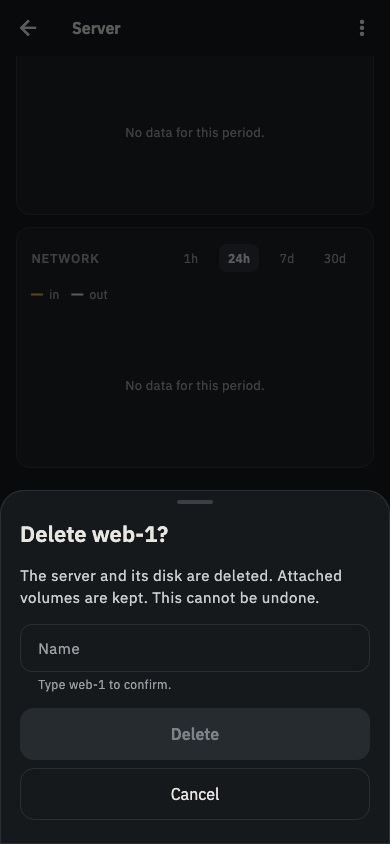 Server
No data for this period.
NETWORK 1h 24h 7d 30d
in out
No data for this period.
Delete web-1?
The server and its disk are deleted. Attached
volumes are kept. This cannot be undone.
Name
Type web-1 to confirm.
Delete
Cancel